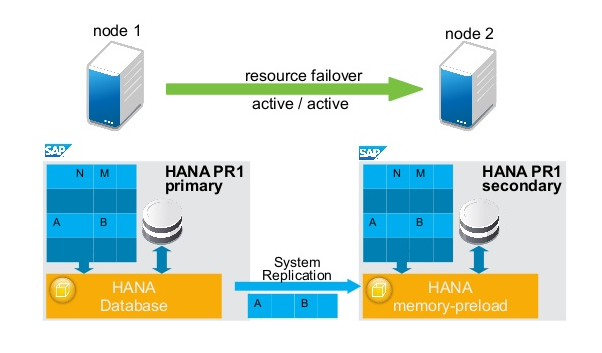 node 1
node 2
resource failover
active / active
SAP
SAP
N M
HANA PR1
primary
A B
N M
HANA PR1
secondary
A B
System
Replication
HANA
Database
A B
HANA
memory-preload